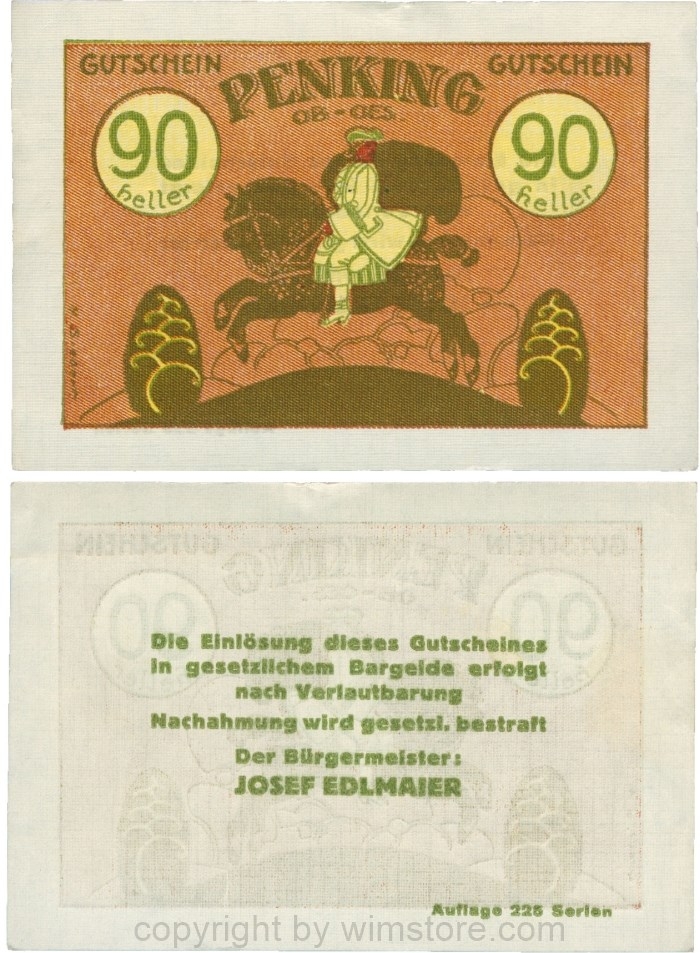 GUTSCHEIN PENKING GUTSCHEIN
OB-GES.
90 heller
90 heller
Die Einlösung dieses Gutscheines
in gesetzlichem Bargelde erfolgt
nach Verlautbarung
Nachahmung wird gesetzl. bestraft
Der Bürgermeister:
JOSEF EDLMAIER
Auflage 225 Serien
copyright by wimstore.com